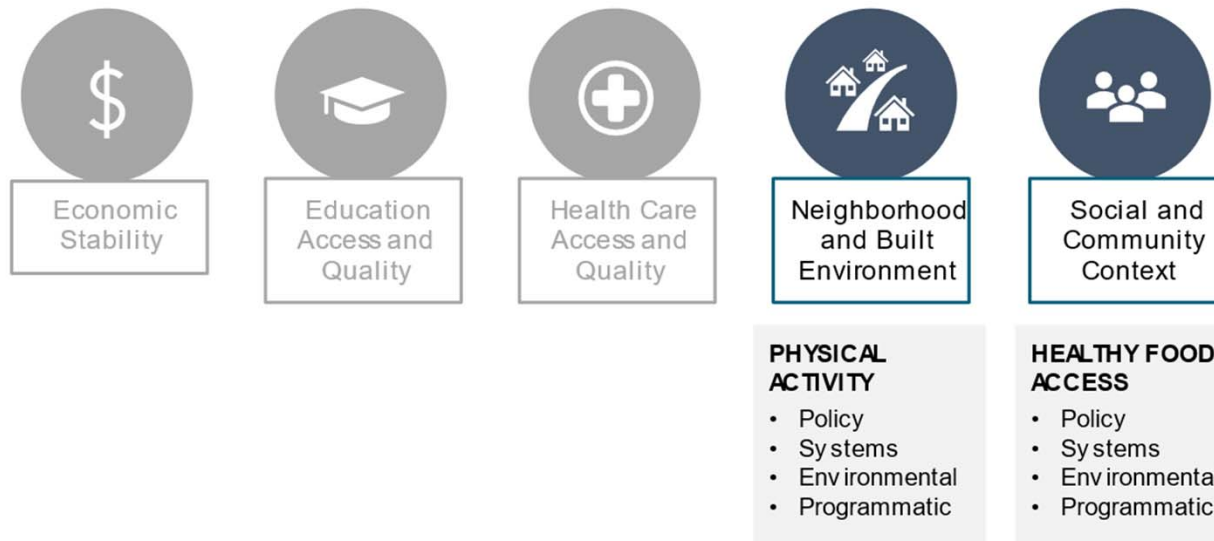 $
Economic
Stability
Education
Access and
Quality
Health Care
Access and
Quality
Neighborhood
and Built
Environment
Social and
Community
Context
PHYSICAL
ACTIVITY
• Policy
• Systems
• Environmental
• Programmatic
HEALTHY FOOD
ACCESS
• Policy
• Systems
• Environmenta
• Programmatic